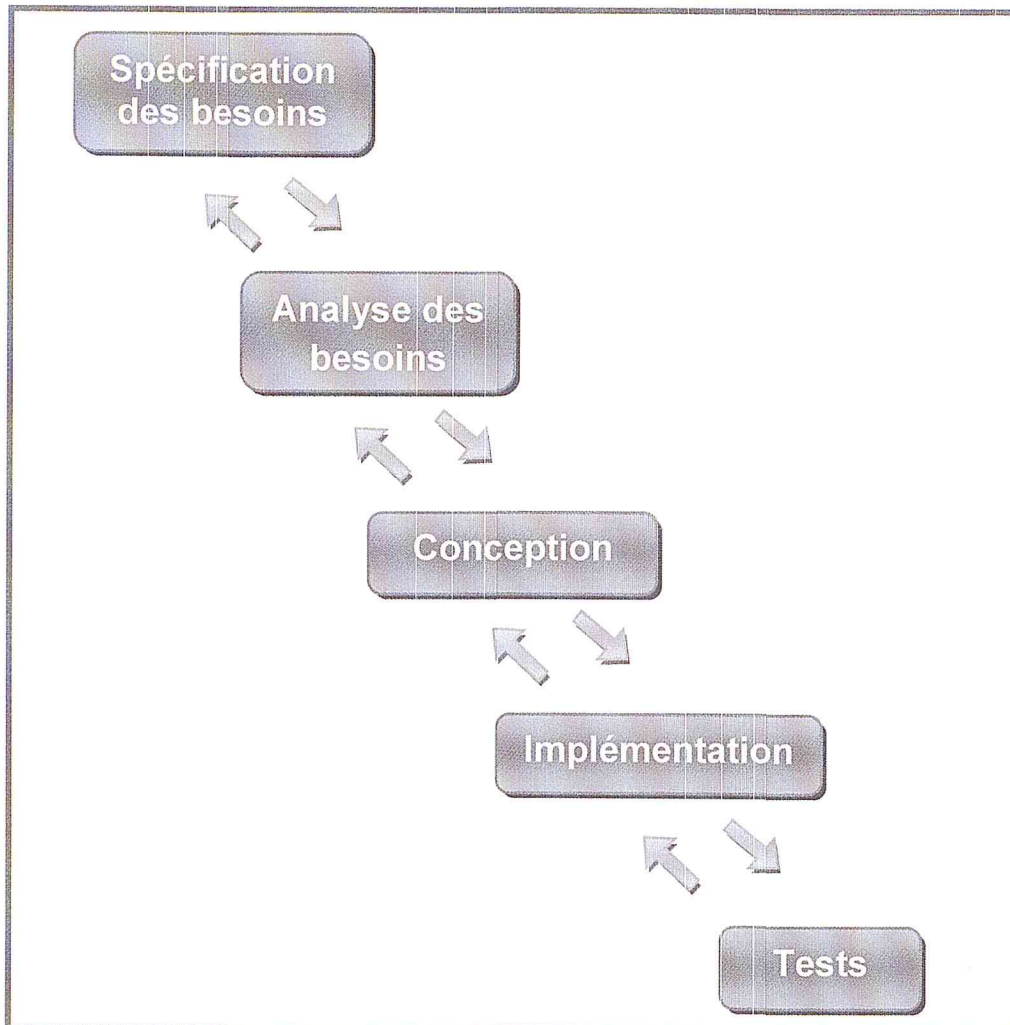 Spécification
des besoins
Analyse des
besoins
Conception
Implémentation
Tests